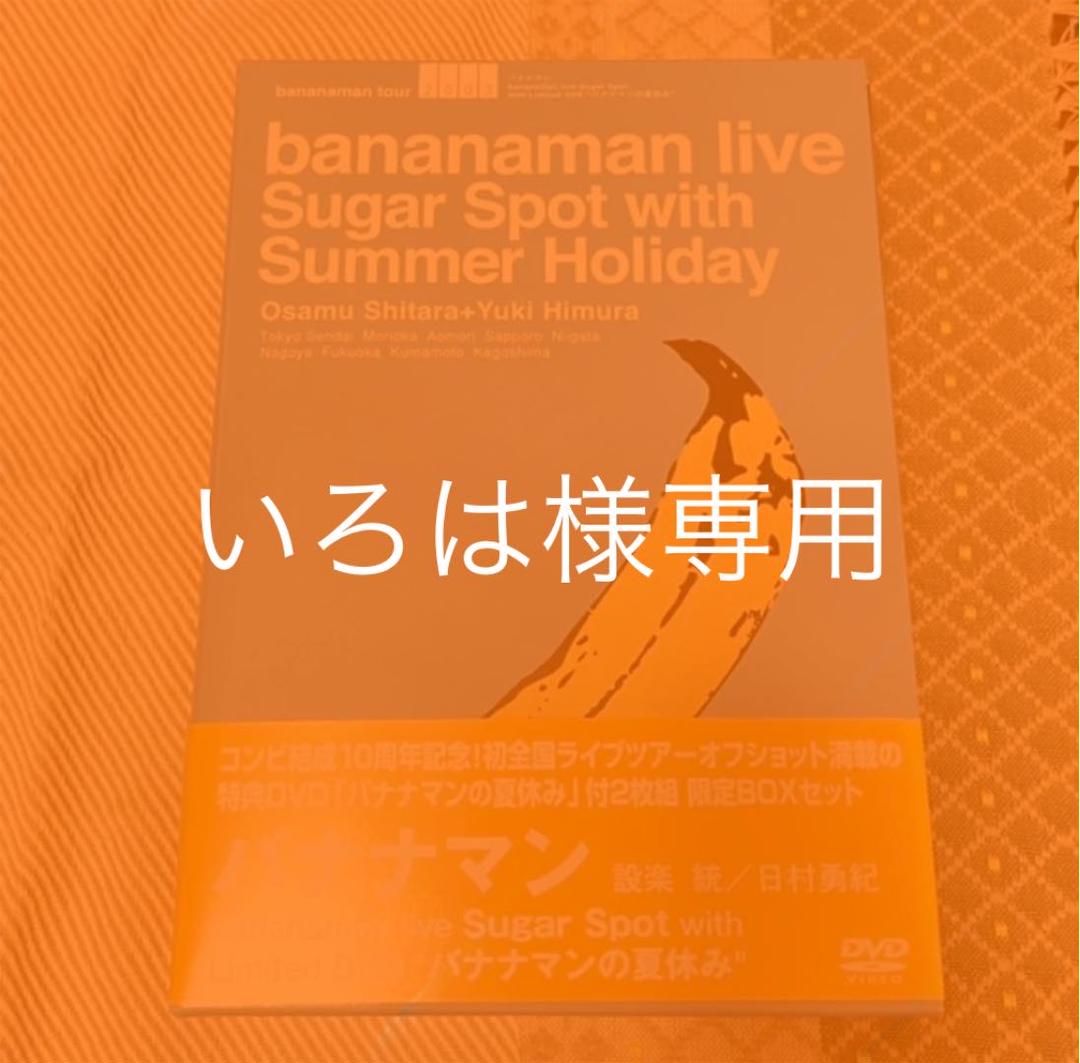 bananaman tour 2003
bananaman live
Sugar Spot with
Summer Holiday
Osamu Shitara+Yuki Himura
Tokyo Sendai Morioka Aomori Sapporo Niigata
Nagoya Fukuoka Kumamoto Kagoshima
いろは様専用
コンビ結成10周年記念!初全国ライブツアーオフショット満載の
特典DVD「バナナマンの夏休み」付2枚組 限定BOXセット
バナナマン 設楽 統/日村勇紀
bananaman live Sugar Spot with
Limited "バナナマンの夏休み"
DVD
VIDEO